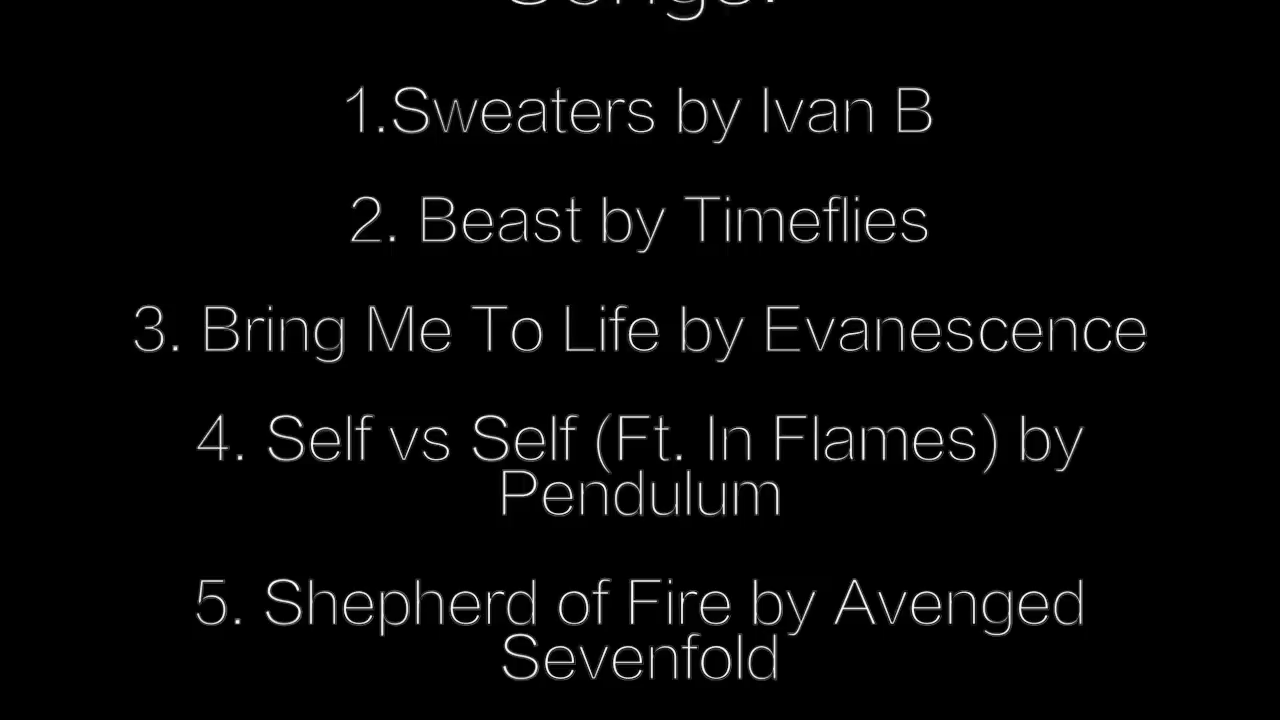 Songs:
1.Sweaters by Ivan B
2. Beast by Timeflies
3. Bring Me To Life by Evanescence
4. Self vs Self (Ft. In Flames) by
Pendulum
5. Shepherd of Fire by Avenged
Sevenfold